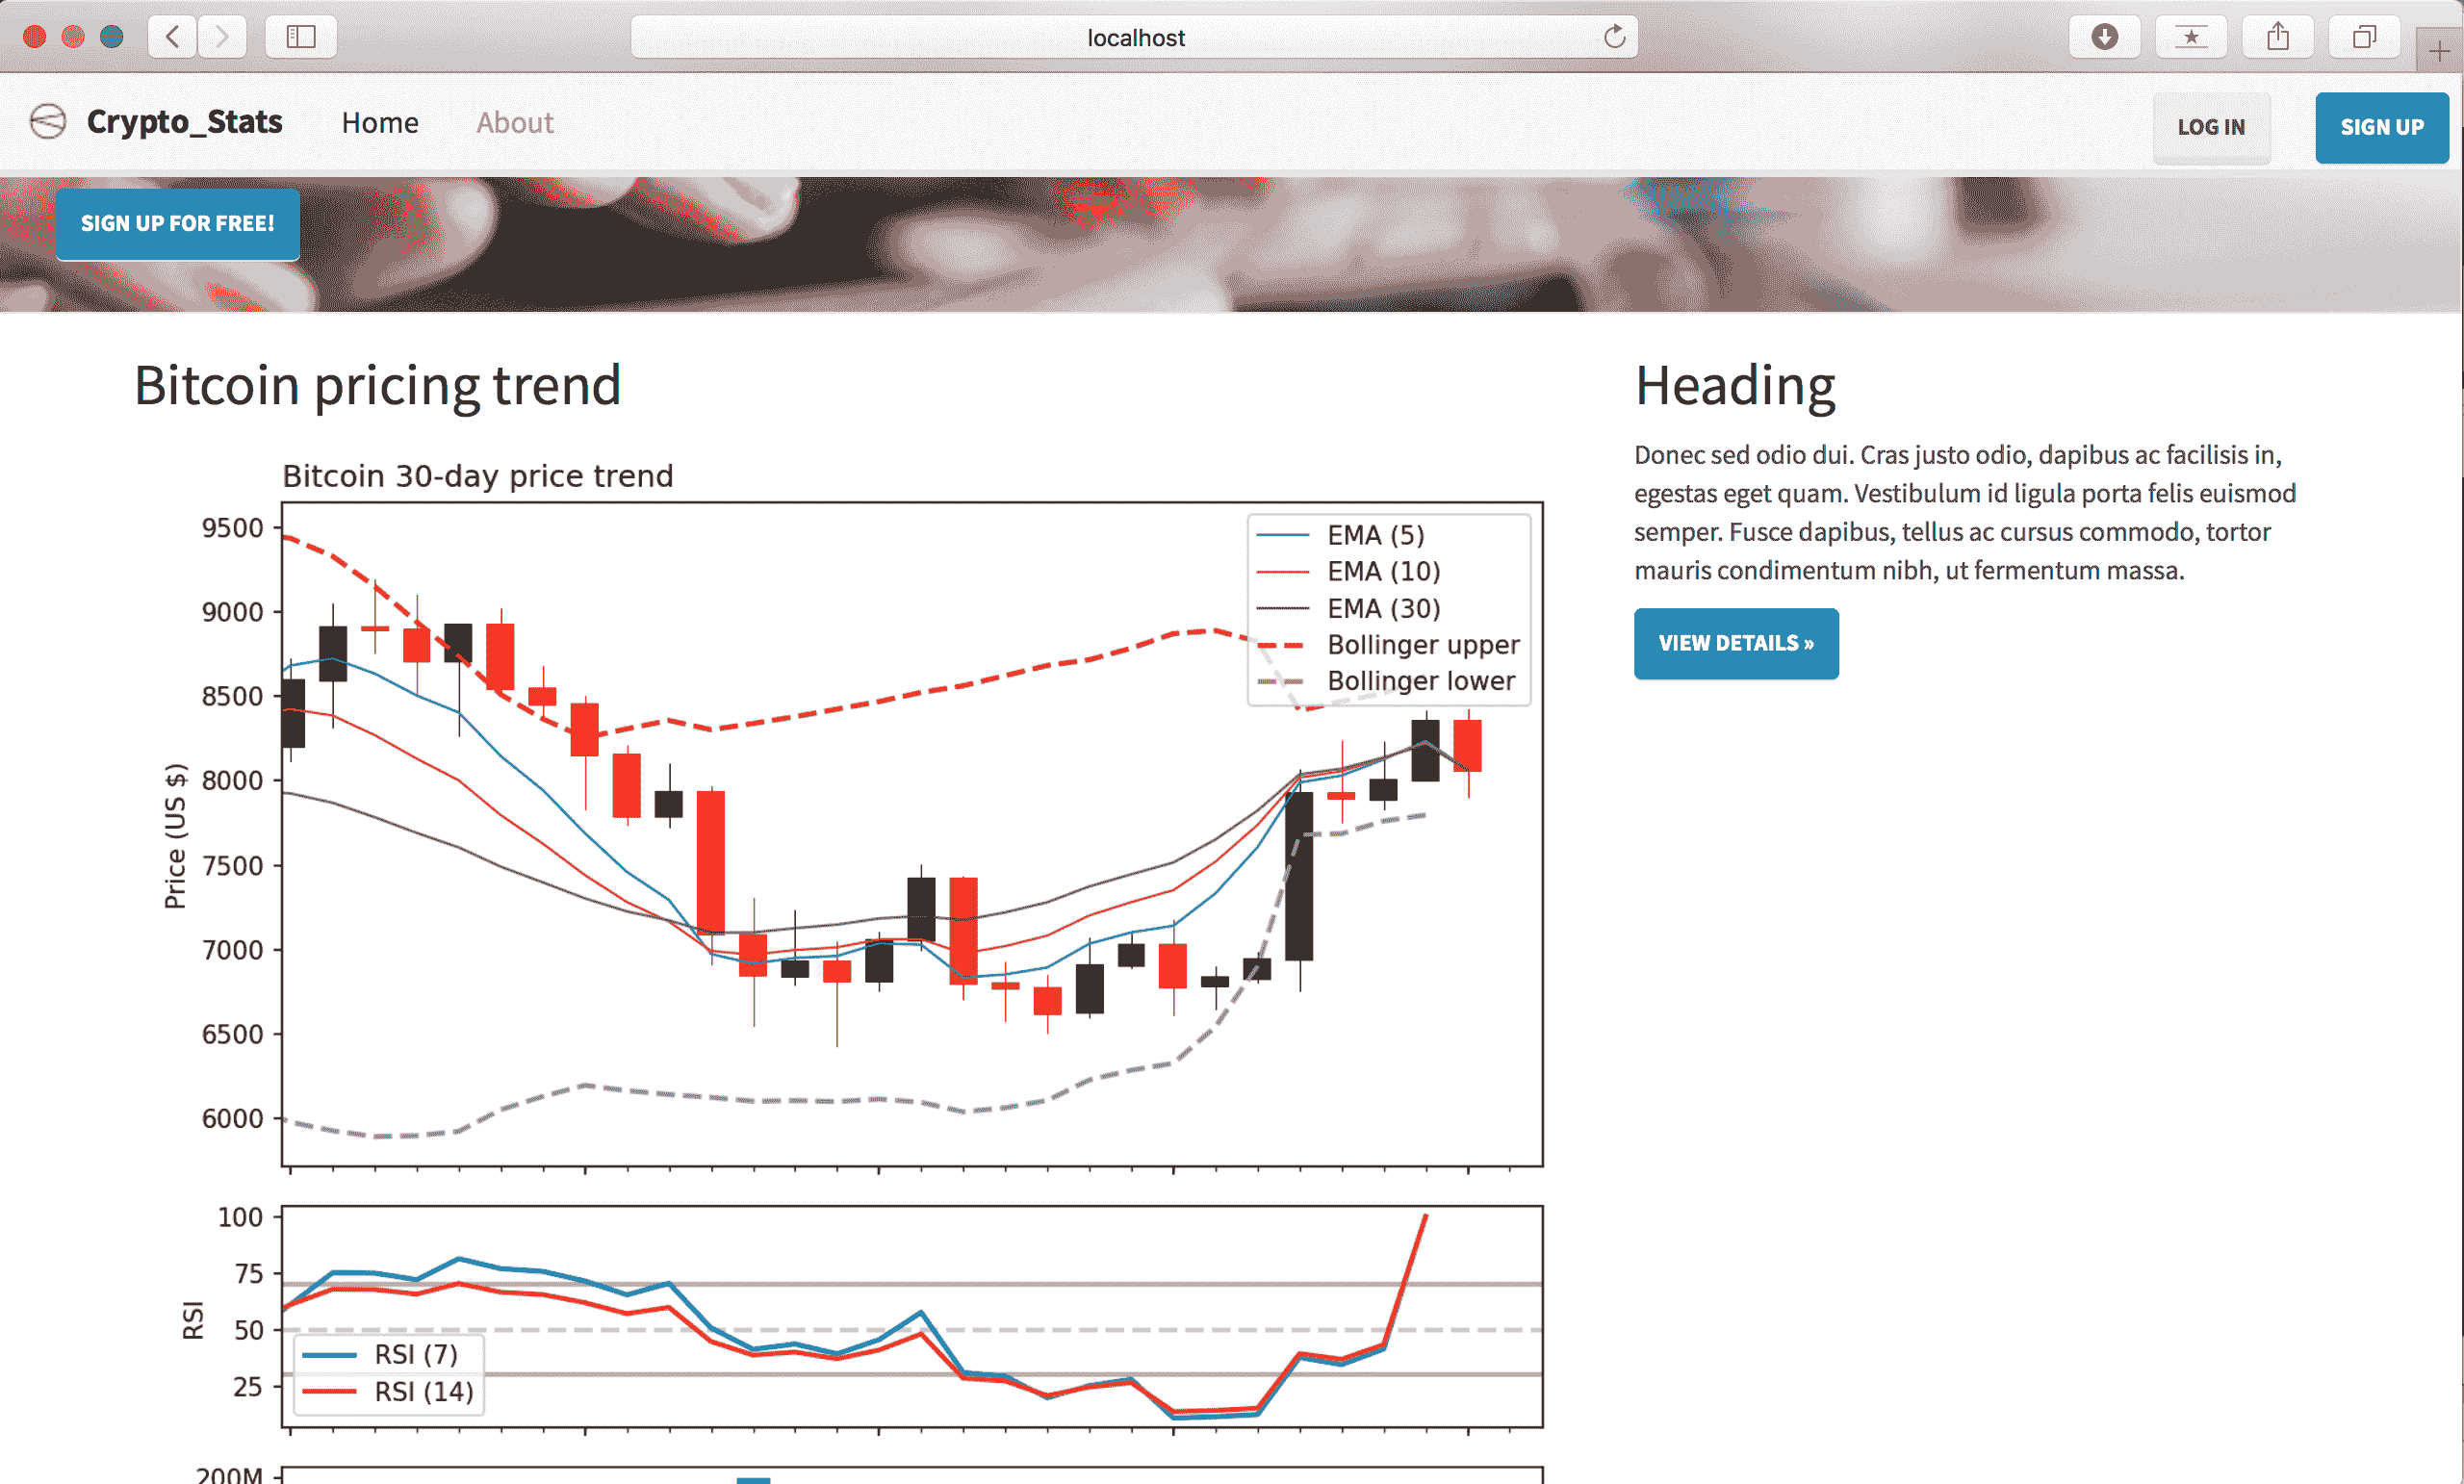 localhost
Crypto_Stats Home About LOG IN SIGN UP
SIGN UP FOR FREE!
Bitcoin pricing trend
Bitcoin 30-day price trend
9500
9000
8500
8000
7500
7000
6500
6000
Price (US $)
EMA (5)
EMA (10)
EMA (30)
Bollinger upper
Bollinger lower
100
75
50
25
RSI
RSI (7)
RSI (14)
200M
Heading
Donec sed odio dui. Cras justo odio, dapibus ac facilisis in,
egestas eget quam. Vestibulum id ligula porta felis euismod
semper. Fusce dapibus, tellus ac cursus commodo, tortor
mauris condimentum nibh, ut fermentum massa.
VIEW DETAILS »